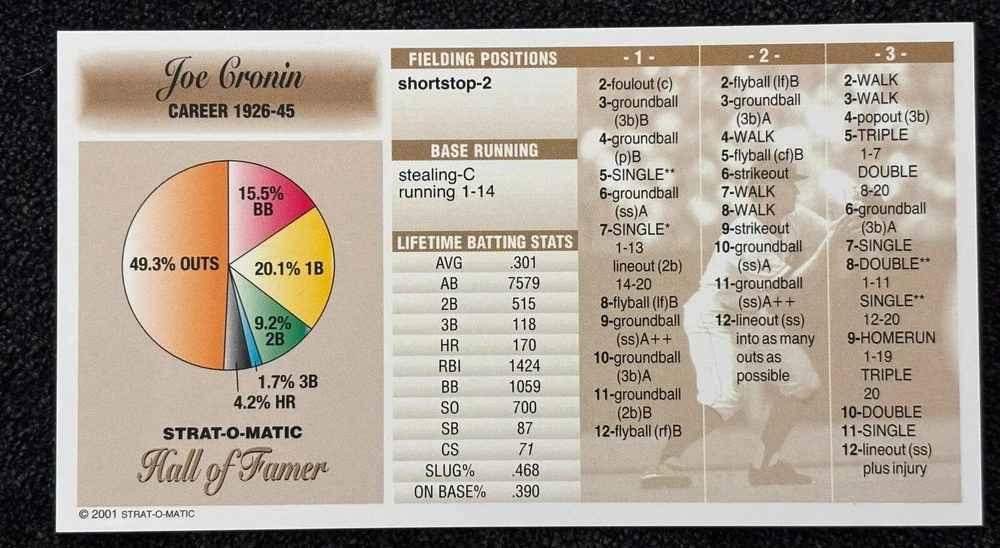 Joe Cronin
CAREER 1926-45
15.5%
BB
49.3% OUTS
20.1% 1B
9.2%
2B
1.7% 3B
4.2% HR
STRAT-O-MATIC
Hall of Famer
© 2001 STRAT-O-MATIC
FIELDING POSITIONS
shortstop-2
BASE RUNNING
stealing-C
running 1-14
LIFETIME BATTING STATS
AVG .301
AB 7579
2B 515
3B 118
HR 170
RBI 1424
BB 1059
SO 700
SB 87
CS 71
SLUG% .468
ON BASE% .390
- 1 -
2-foulout (c)
3-groundball
(3b)B
4-groundball
(p)B
5-SINGLE**
6-groundball
(ss)A
7-SINGLE*
1-13
lineout (2b)
14-20
8-flyball (lf)B
9-groundball
(ss)A++
10-groundball
(3b)A
11-groundball
(2b)B
12-flyball (rf)B
- 2 -
2-flyball (lf)B
3-groundball
(3b)A
4-WALK
5-flyball (cf)B
6-strikeout
7-WALK
8-WALK
9-strikeout
10-groundball
(ss)A
11-groundball
(ss)A++
12-lineout (ss)
into as many
outs as
possible
- 3 -
2-WALK
3-WALK
4-popout (3b)
5-TRIPLE
1-7
DOUBLE
8-20
6-groundball
(3b)A
7-SINGLE
8-DOUBLE**
1-11
SINGLE**
12-20
9-HOMERUN
1-19
TRIPLE
20
10-DOUBLE
11-SINGLE
12-lineout (ss)
plus injury